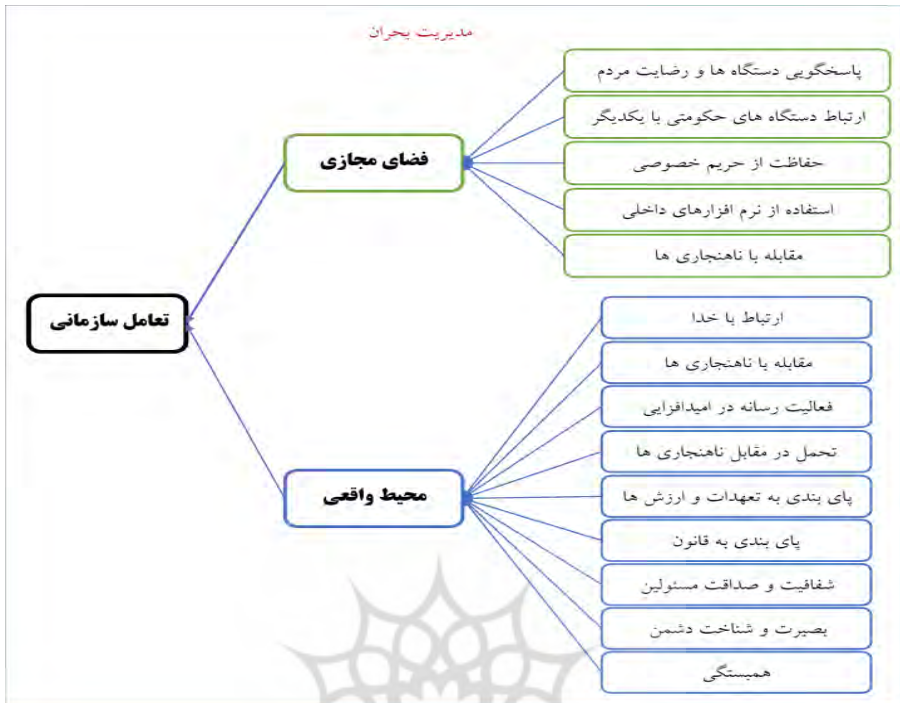 مدیریت بحران
پاسخگویی دستگاه ها و رضایت مردم
ارتباط دستگاه های حکومتی با یکدیگر
فضای مجازی
حفاظت از حریم خصوصی
استفاده از نرم افزارهای داخلی
مقابله با ناهنجاری ها
تعامل سازمانی
ارتباط با خدا
مقابله با ناهنجاری ها
فعالیت رسانه در امیدافزایی
تحمل در مقابل ناهنجاری ها
محیط واقعی
پای بندی به تعهدات و ارزش ها
پای بندی به قانون
شفافیت و صداقت مسئولین
بصیرت و شناخت دشمن
همبستگی